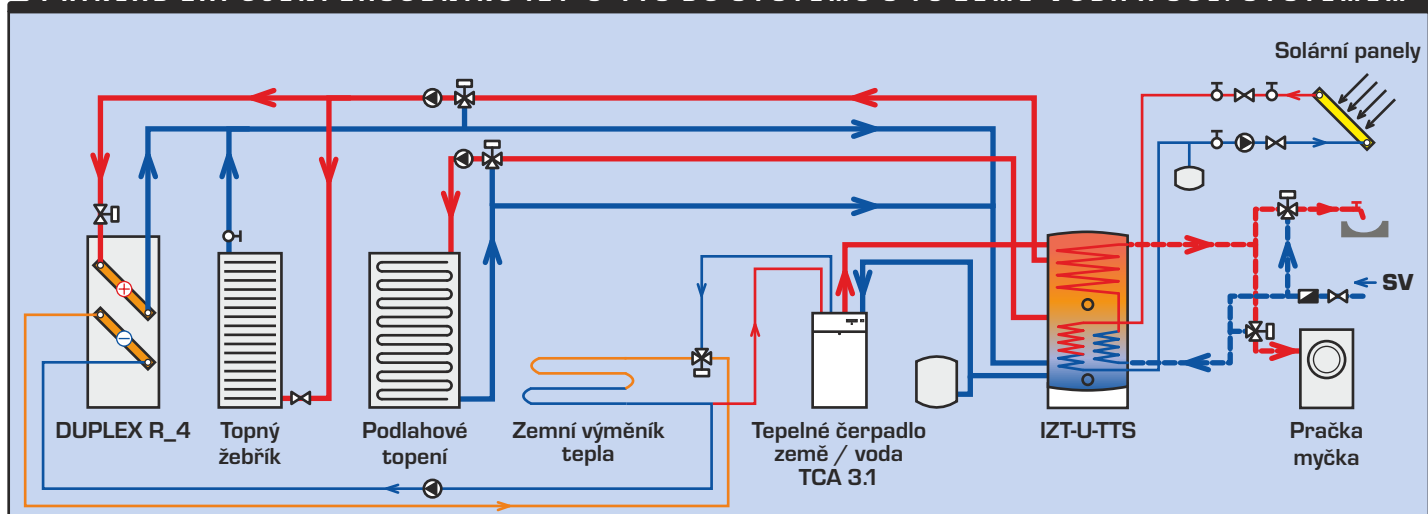 Solární panely
SV
DUPLEX R_4
Topný
žebřík
Podlahové
topení
Zemní výměník
tepla
Tepelné čerpadlo
země / voda
TCA 3.1
IZT-U-TTS
Pračka
myčka